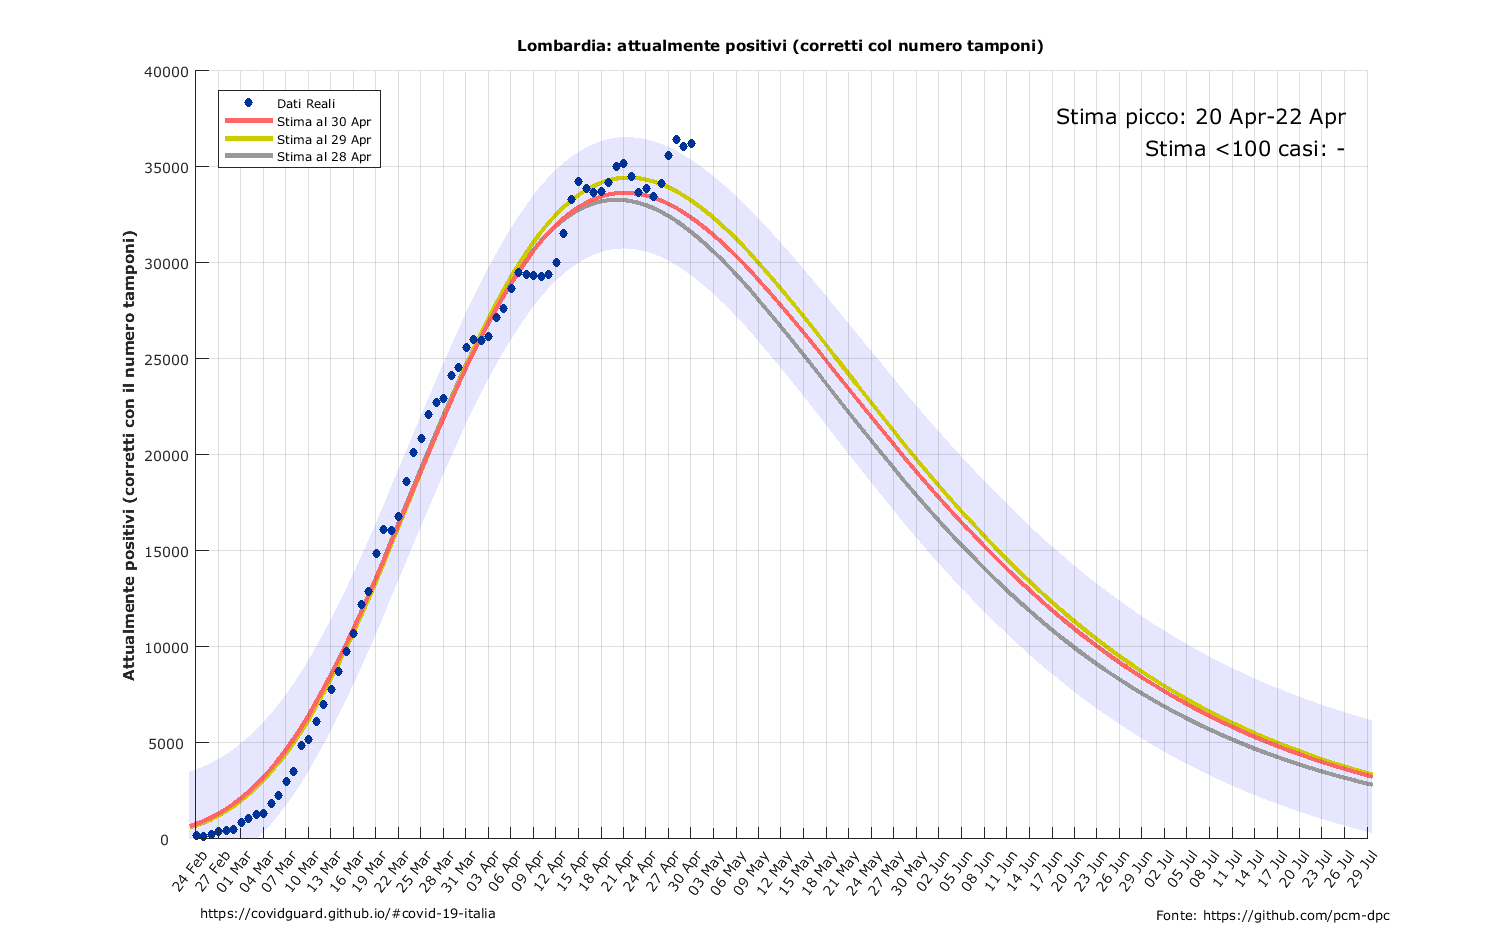 Lombardia: attualmente positivi (corretti col numero tamponi)
Attualmente positivi (corretti con il numero tamponi)
40000
35000
30000
25000
20000
15000
10000
5000
0
Dati Reali
Stima al 30 Apr
Stima al 29 Apr
Stima al 28 Apr
Stima picco: 20 Apr-22 Apr
Stima <100 casi: -
24 Feb
27 Feb
01 Mar
04 Mar
07 Mar
10 Mar
13 Mar
16 Mar
19 Mar
22 Mar
25 Mar
28 Mar
31 Mar
03 Apr
06 Apr
09 Apr
12 Apr
15 Apr
18 Apr
21 Apr
24 Apr
27 Apr
30 Apr
03 May
06 May
09 May
12 May
15 May
18 May
21 May
24 May
27 May
30 May
02 Jun
05 Jun
08 Jun
11 Jun
14 Jun
17 Jun
20 Jun
23 Jun
26 Jun
29 Jun
02 Jul
05 Jul
08 Jul
11 Jul
14 Jul
17 Jul
20 Jul
23 Jul
26 Jul
29 Jul
https://covidguard.github.io/#covid-19-italia
Fonte: https://github.com/pcm-dpc